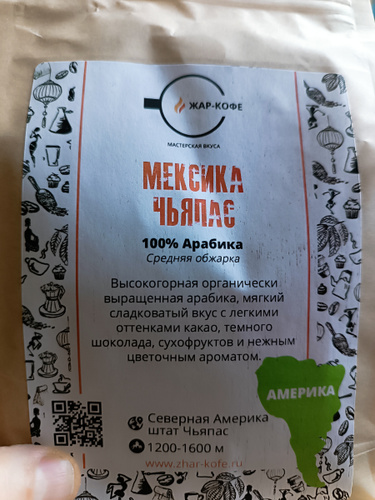 ЖАР-КОФЕ
МАСТЕРСКАЯ ВКУСА
МЕКСИКА
ЧЬЯПАС
100% Арабика
Средняя обжарка
Высокогорная органически
выращенная арабика, мягкий
сладковатый вкус с легкими
оттенками какао, темного
шоколада, сухофруктов и нежным
цветочным ароматом.
АМЕРИКА
Северная Америка
штат Чьяпас
1200-1600 м
www.zhar-kofe.ru